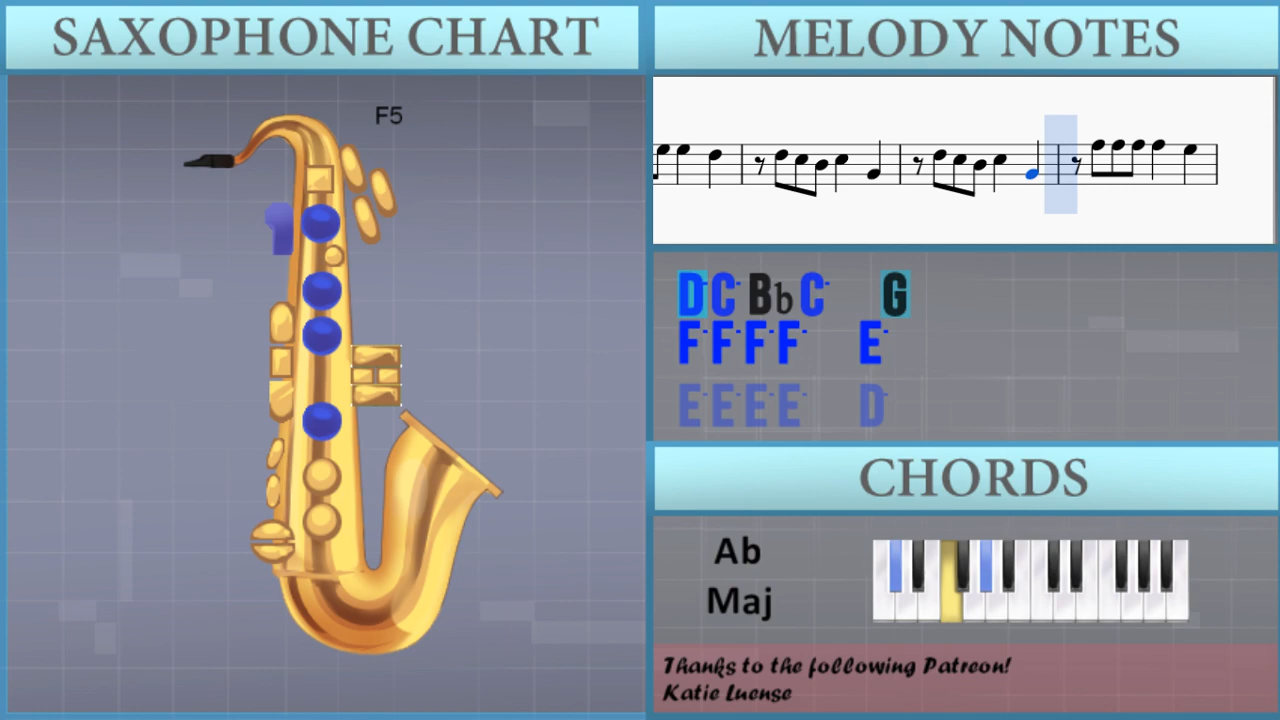 SAXOPHONE CHART
F5
MELODY NOTES
D- C- Bb C- G
F- F- F- F- E-
E- E- E- E- D-
CHORDS
Ab
Maj
Thanks to the following Patreon!
Katie Luense